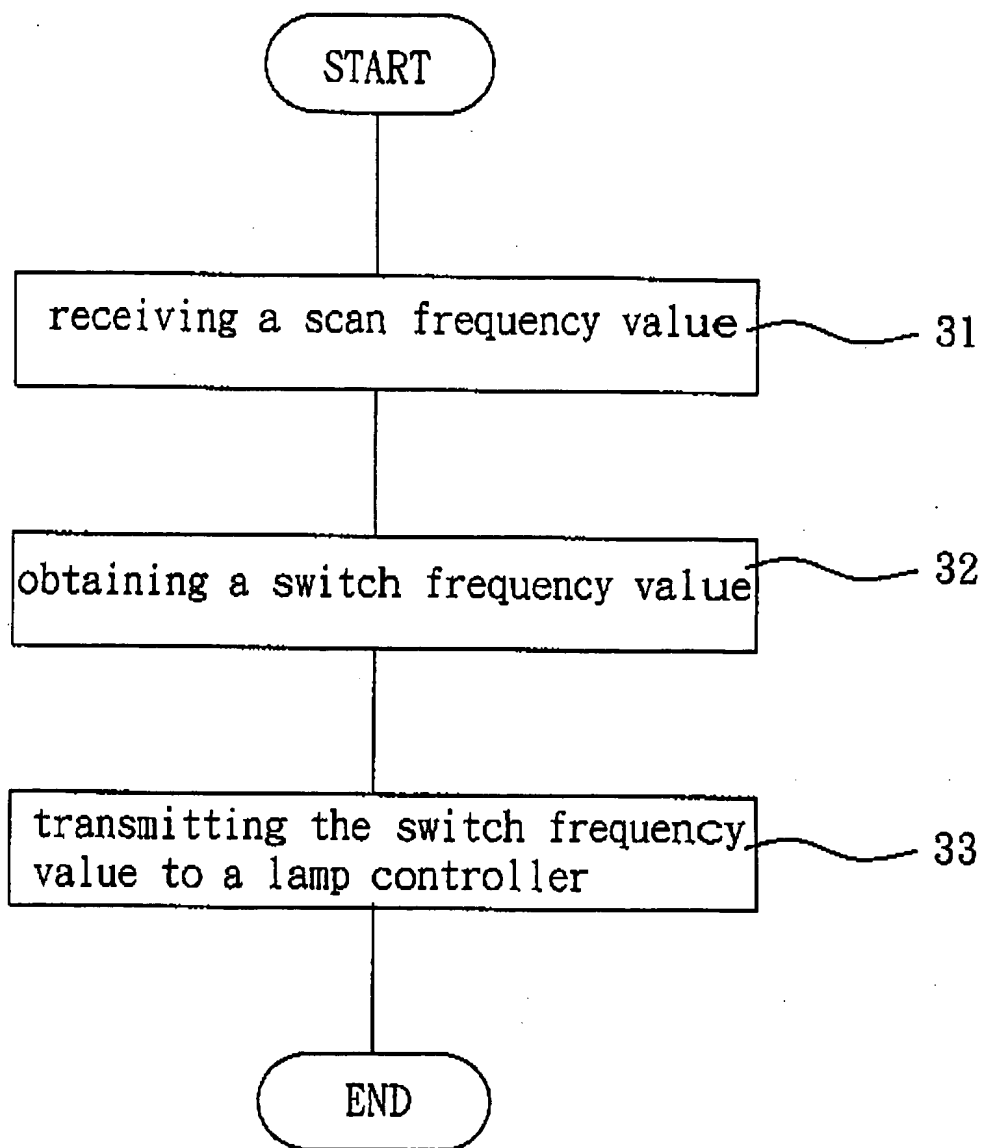 START
receiving a scan frequency value
31
obtaining a switch frequency value
32
transmitting the switch frequency
value to a lamp controller
33
END